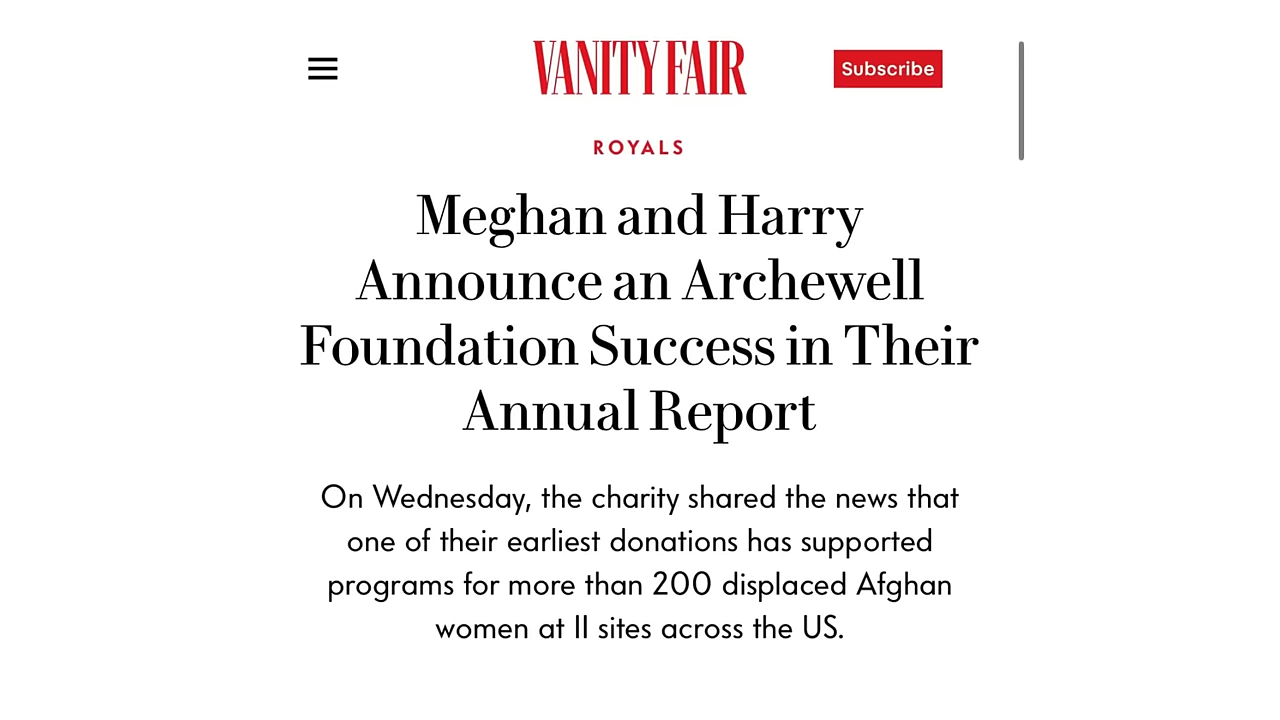 VANITY FAIR
Subscribe
ROYALS
Meghan and Harry
Announce an Archewell
Foundation Success in Their
Annual Report
On Wednesday, the charity shared the news that
one of their earliest donations has supported
programs for more than 200 displaced Afghan
women at 11 sites across the US.